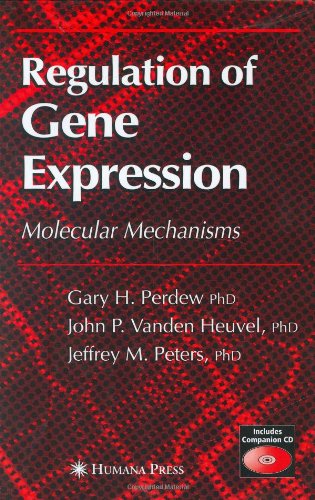 Regulation of
Gene
Expression
Molecular Mechanisms
Gary H. Perdew PhD
John P. Vanden Heuvel, PhD
Jeffrey M. Peters, PhD
Includes
Companion CD
HUMANA PRESS